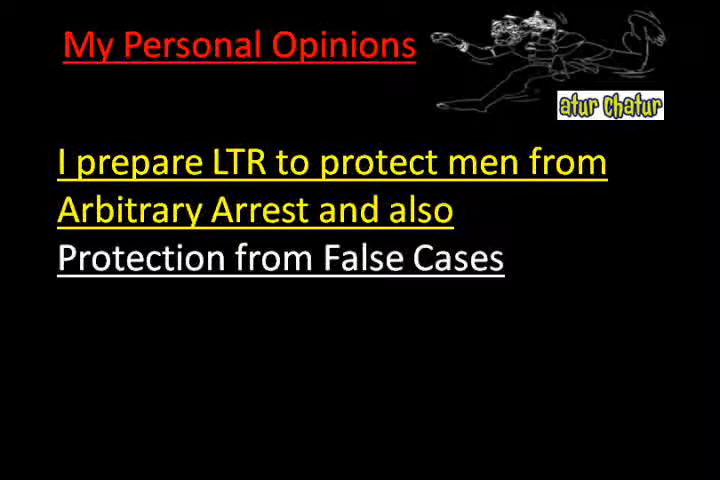 My Personal Opinions
atur chatur
I prepare LTR to protect men from
Arbitrary Arrest and also
Protection from False Cases